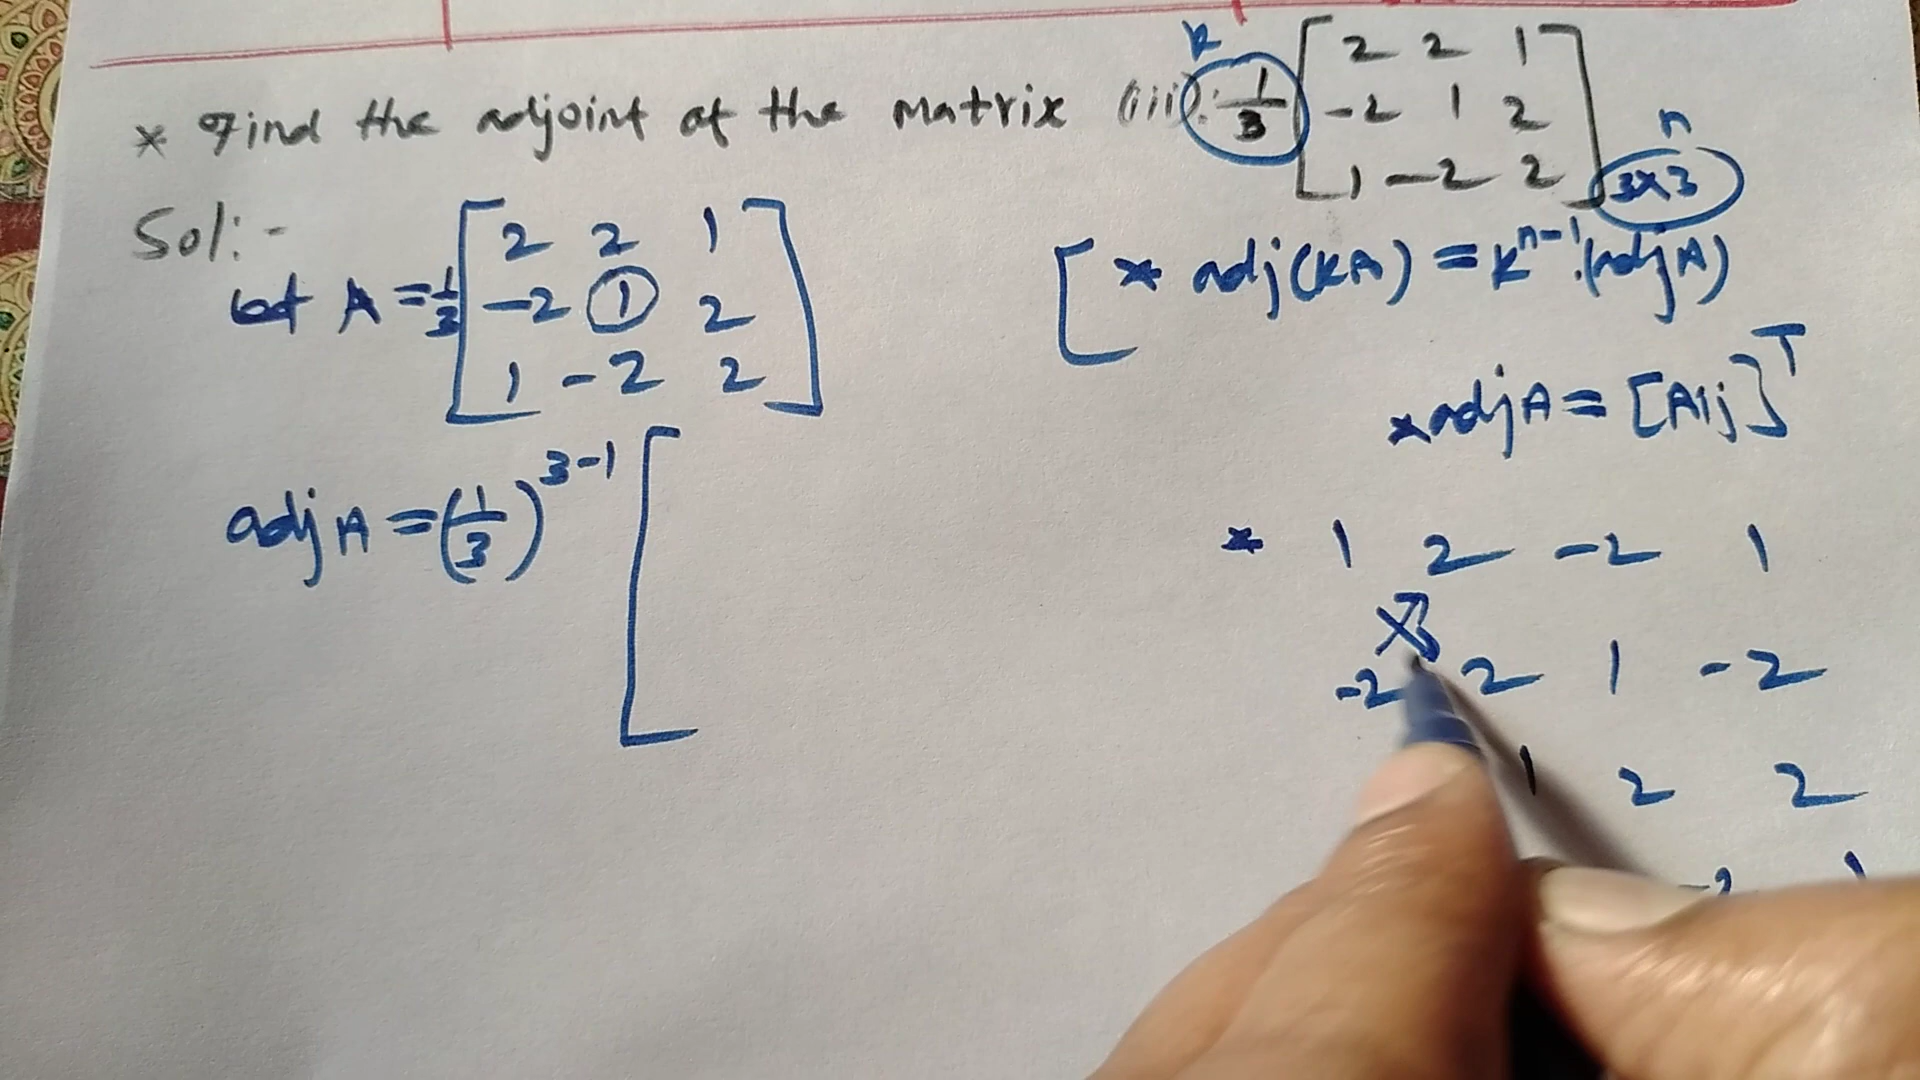 * Find the adjoint of the matrix (iii): 1/3 [2 2 1
-2 1 2
1 -2 2] 3x3
K
n
Sol:-
let A = 1/3 [2 2 1
-2 1 2
1 -2 2]
[* adj(KA) = K^n-1 . (adj A)
* adj A = [Aij]^T
adj A = (1/3)^3-1 [
* 1 2 -2 1
-2 2 1 -2
1 2 2
-2 1